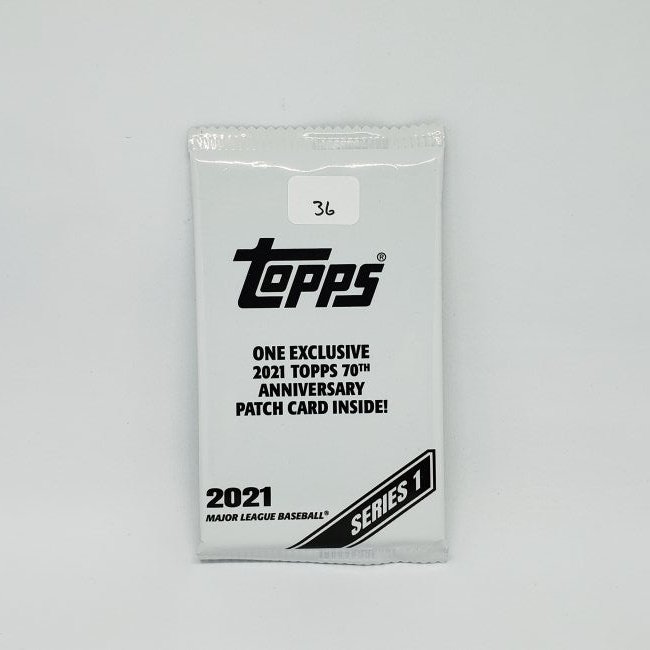 36
TOPPS®
ONE EXCLUSIVE
2021 TOPPS 70TH
ANNIVERSARY
PATCH CARD INSIDE!
2021
MAJOR LEAGUE BASEBALL®
SERIES 1